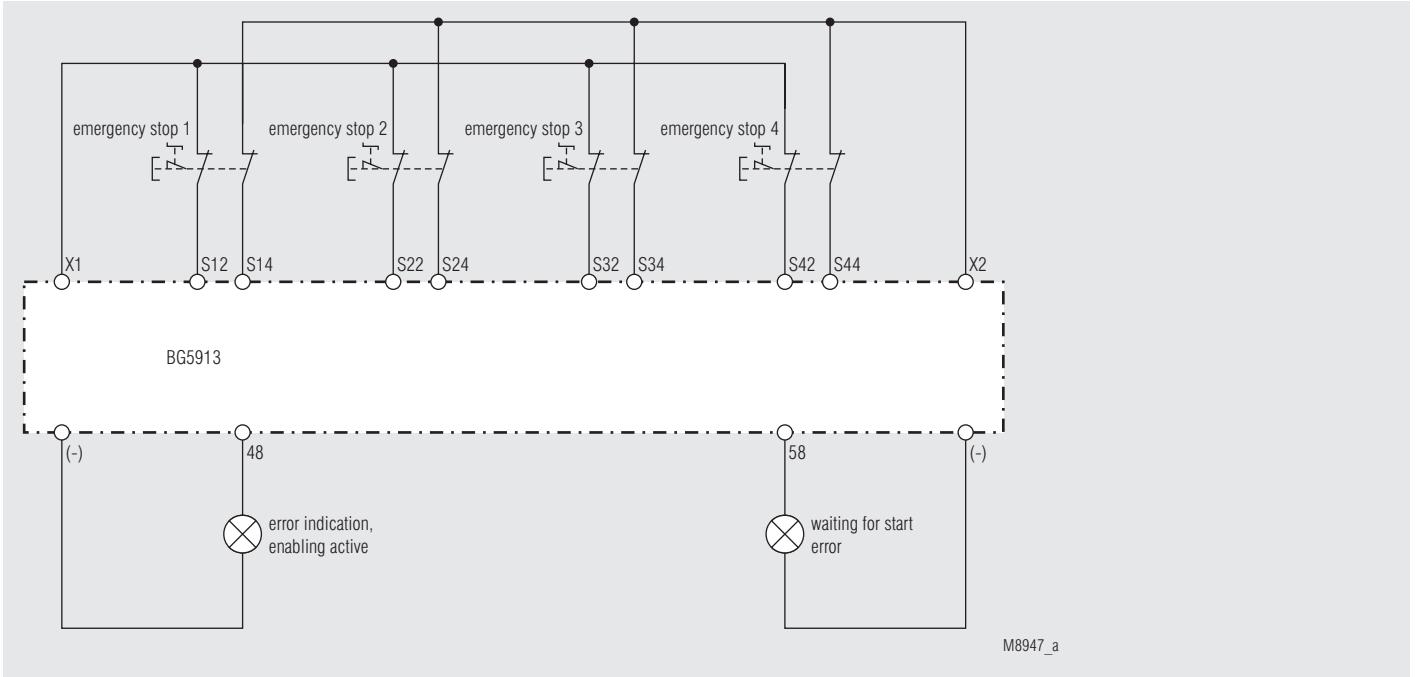 emergency stop 1
emergency stop 2
emergency stop 3
emergency stop 4
X1
S12
S14
S22
S24
S32
S34
S42
S44
X2
BG5913
(-)
48
58
(-)
error indication,
enabling active
waiting for start
error
M8947_a